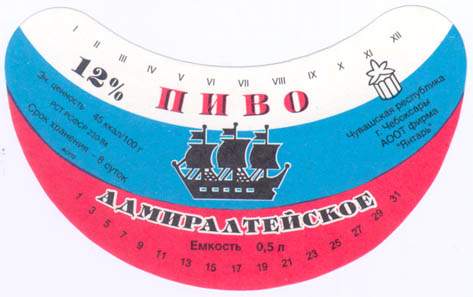 I II III IV V VI VII VIII IX X XI XII
12% ПИВО
Эн. ценность 45 ккал/100 г
РСТ РСФСР 230-84
Срок хранения - 8 суток
Чувашская республика
г. Чебоксары
АООТ фирма
"Янтарь"
АДМИРАЛТЕЙСКОЕ
1 3 5 7 9 11 13 15 17 19 21 23 25 27 29 31
Емкость 0,5 л